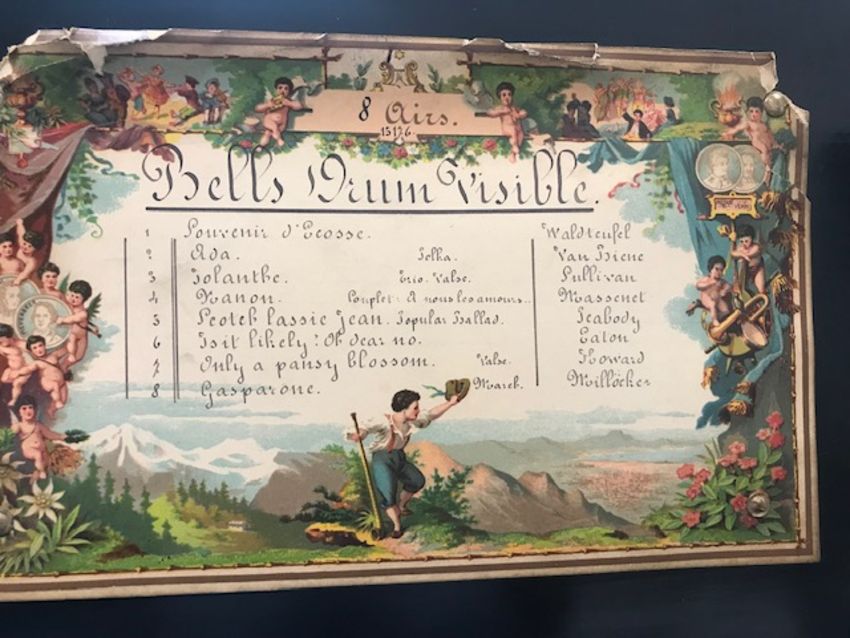 8 Airs.
15176.
Bells Drum Visible.
1 Souvenir d'Ecosse. Waldteufel
2 Ada. Polka. Van Biene
3 Iolanthe. Trio. Valse. Sullivan
4 Manon. Couplet: A nous les amours.. Massenet
5 Scotch lassie Jean. Popular Ballad. Peabody
6 Is it likely? Oh dear no. Eaton
7 Only a pansy blossom. Valse. Howard
8 Gasparone. March. Millöcker